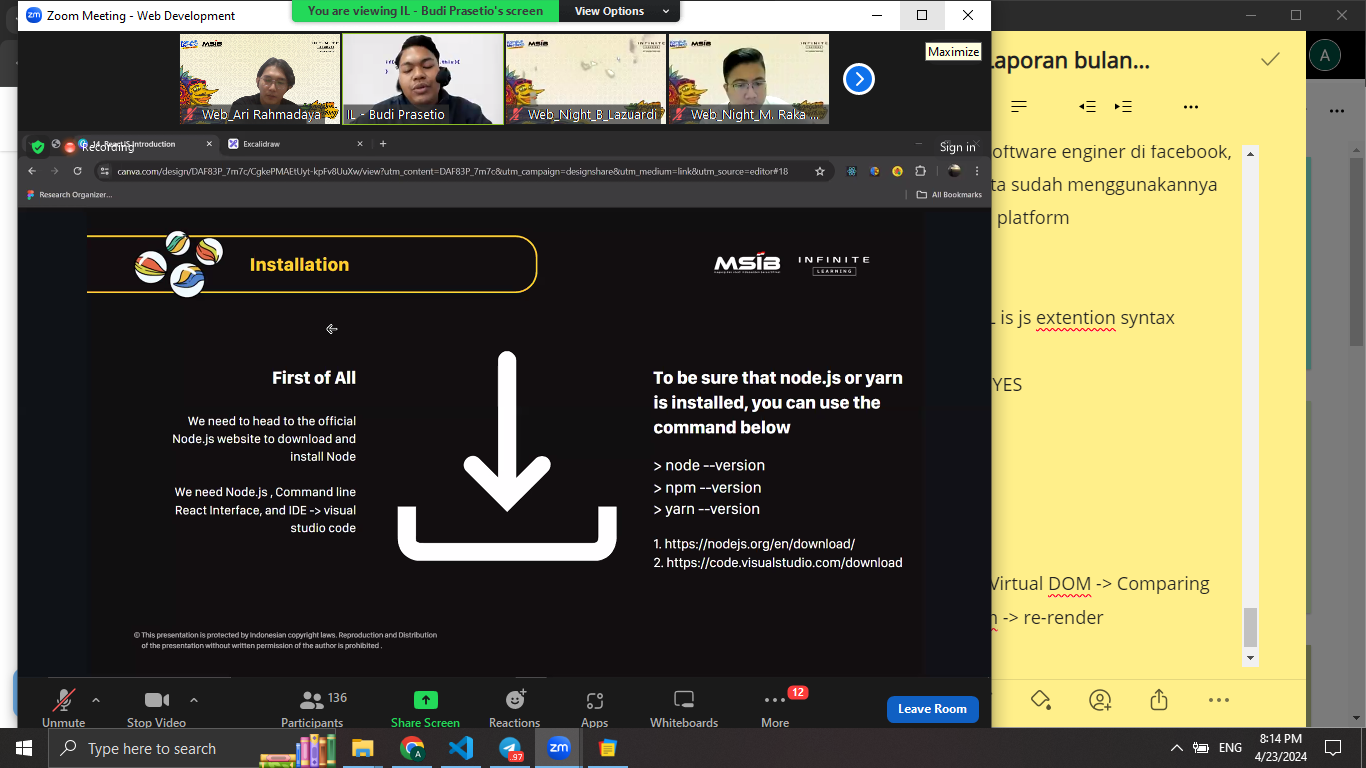 Zoom Meeting - Web Development
You are viewing IL - Budi Prasetio's screen
View Options
Maximize
MSIB
MSIB
MSIB
Web_Ari Rahmadaya
IL - Budi Prasetio
Web_Night_B_Lazuardi
Web_Night_M. Raka ...
Recording
ReactJS Introduction
Excalidraw
Sign in
canva.com/design/DAF83P_7m7c/CgkePMAEtUyt-kpFv8UuXw/view?utm_content=DAF83P_7m7c&utm_campaign=designshare&utm_medium=link&utm_source=editor#18
Research Organizer...
All Bookmarks
Installation
MSIB
INFINITE
LEARNING
First of All
We need to head to the official
Node.js website to download and
install Node
We need Node.js , Command line
React Interface, and IDE -> visual
studio code
To be sure that node.js or yarn
is installed, you can use the
command below
> node --version
> npm --version
> yarn --version
1. https://nodejs.org/en/download/
2. https://code.visualstudio.com/download
© This presentation is protected by Indonesian copyright laws. Reproduction and Distribution
of the presentation without written permission of the author is prohibited .
Unmute
Stop Video
136
Participants
Share Screen
Reactions
Apps
Whiteboards
12
More
Leave Room
Laporan bulan...
A
software enginer di facebook,
ta sudah menggunakannya
platform
is js extention syntax
YES
Virtual DOM -> Comparing
-> re-render
Type here to search
A
97
zm
ENG
8:14 PM
4/23/2024